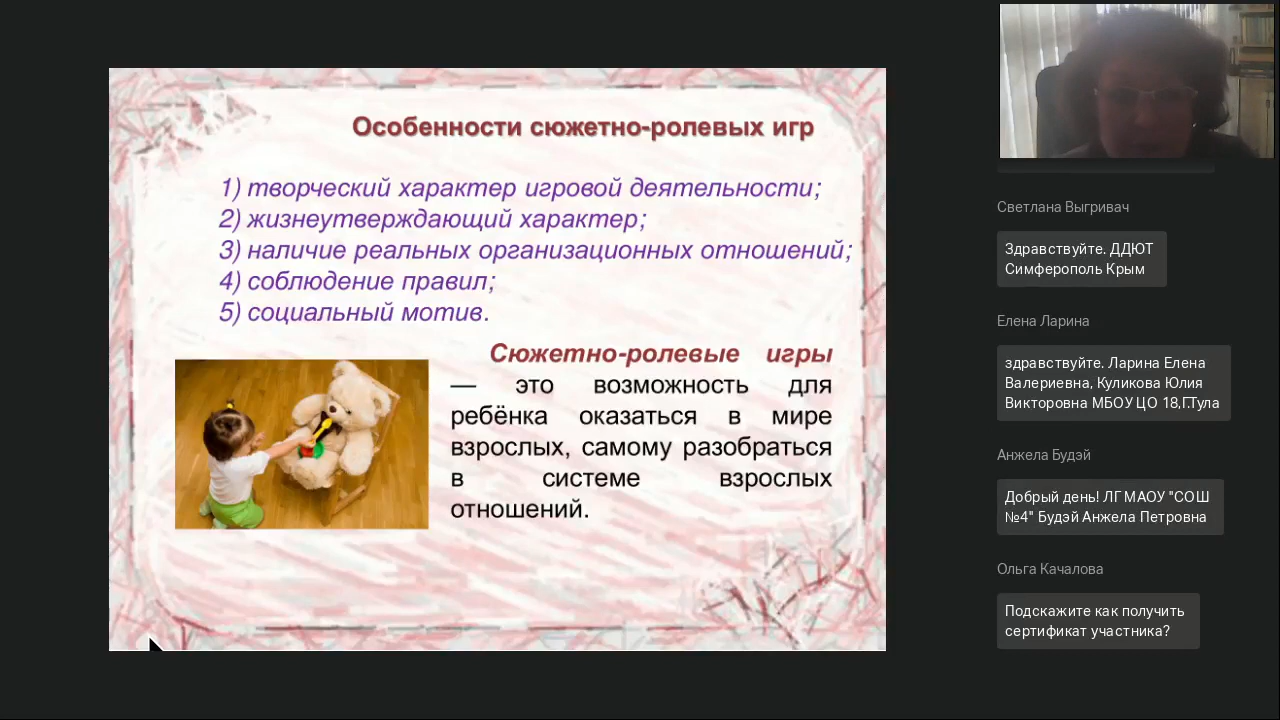 Особенности сюжетно-ролевых игр
1) творческий характер игровой деятельности;
2) жизнеутверждающий характер;
3) наличие реальных организационных отношений;
4) соблюдение правил;
5) социальный мотив.
Сюжетно-ролевые игры
— это возможность для
ребёнка оказаться в мире
взрослых, самому разобраться
в системе взрослых
отношений.
Светлана Выгривач
Здравствуйте. ДДЮТ
Симферополь Крым
Елена Ларина
здравствуйте. Ларина Елена
Валериевна, Куликова Юлия
Викторовна МБОУ ЦО 18,Г.Тула
Анжела Будэй
Добрый день! ЛГ МАОУ "СОШ
№4" Будэй Анжела Петровна
Ольга Качалова
Подскажите как получить
сертификат участника?